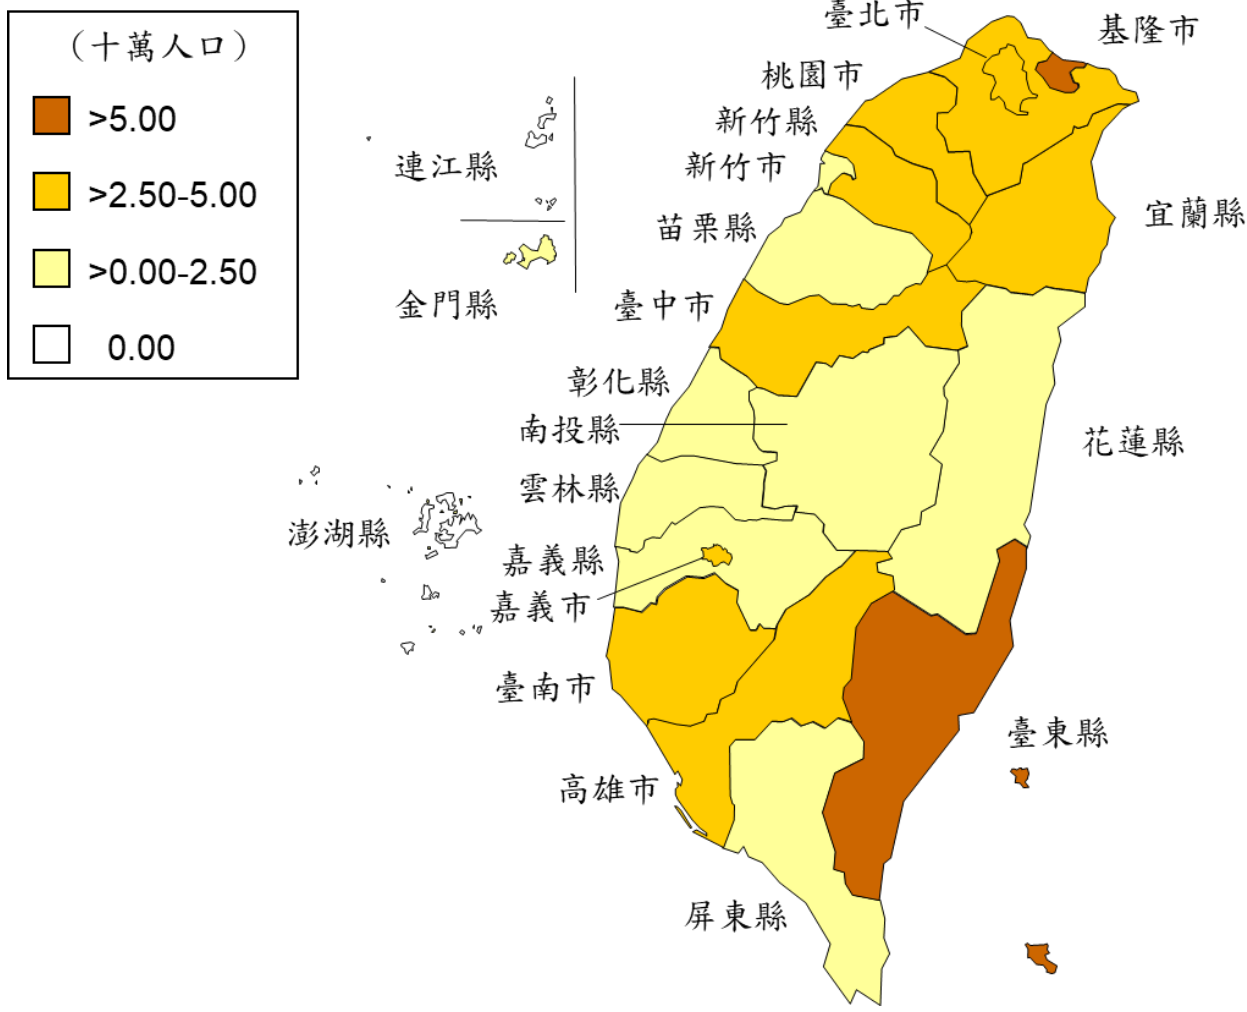 （十萬人口）
>5.00
>2.50-5.00
>0.00-2.50
0.00
臺北市
基隆市
桃園市
新竹縣
新竹市
連江縣
苗栗縣
宜蘭縣
金門縣
臺中市
彰化縣
南投縣
花蓮縣
雲林縣
澎湖縣
嘉義縣
嘉義市
臺南市
臺東縣
高雄市
屏東縣